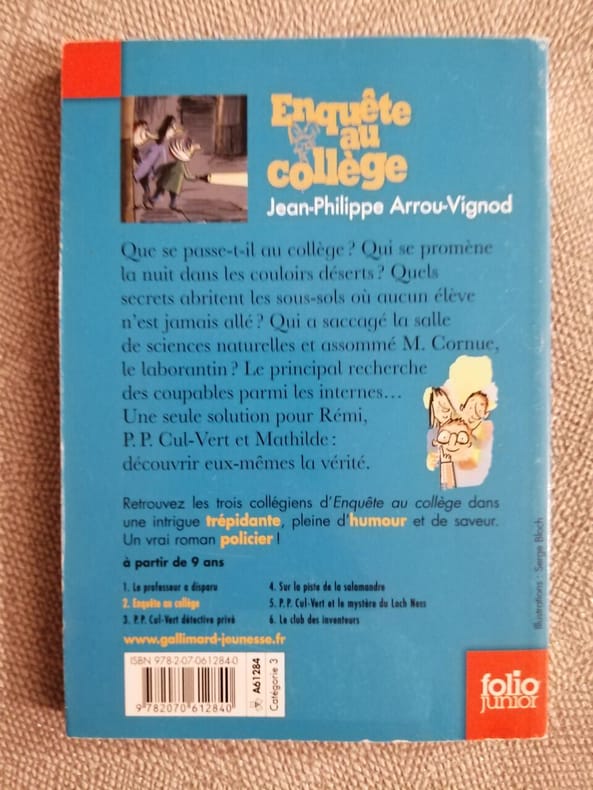 Enquête
au
collège
Jean-Philippe Arrou-Vignod
Que se passe-t-il au collège ? Qui se promène
la nuit dans les couloirs déserts ? Quels
secrets abritent les sous-sols où aucun élève
n'est jamais allé ? Qui a saccagé la salle
de sciences naturelles et assommé M. Cornue,
le laborantin ? Le principal recherche
des coupables parmi les internes...
Une seule solution pour Rémi,
P. P. Cul-Vert et Mathilde :
découvrir eux-mêmes la vérité.
Retrouvez les trois collégiens d'Enquête au collège dans
une intrigue trépidante, pleine d'humour et de saveur.
Un vrai roman policier !
à partir de 9 ans
1. Le professeur a disparu
2. Enquête au collège
3. P.P. Cul-Vert détective privé
4. Sur la piste de la salamandre
5. P.P. Cul-Vert et le mystère du Loch Ness
6. Le club des inventeurs
www.gallimard-jeunesse.fr
ISBN 978-2-07-061284-0
9 782070 612840
A61284
Catégorie 3
Illustrations : Serge Bloch
folio
junior